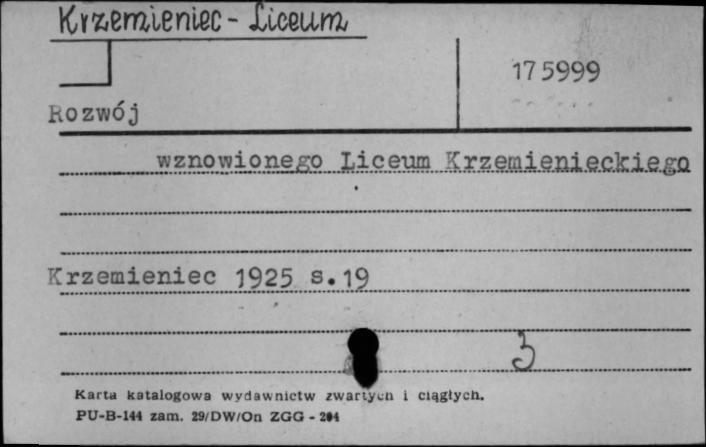 Krzemieniec - Liceum
175999
Rozwój
wznowionego Liceum Krzemienieckiego
Krzemieniec 1925 s.19
3
Karta katalogowa wydawnictw zwartych i ciągłych.
PU-B-144 zam. 29/DW/On ZGG - 204